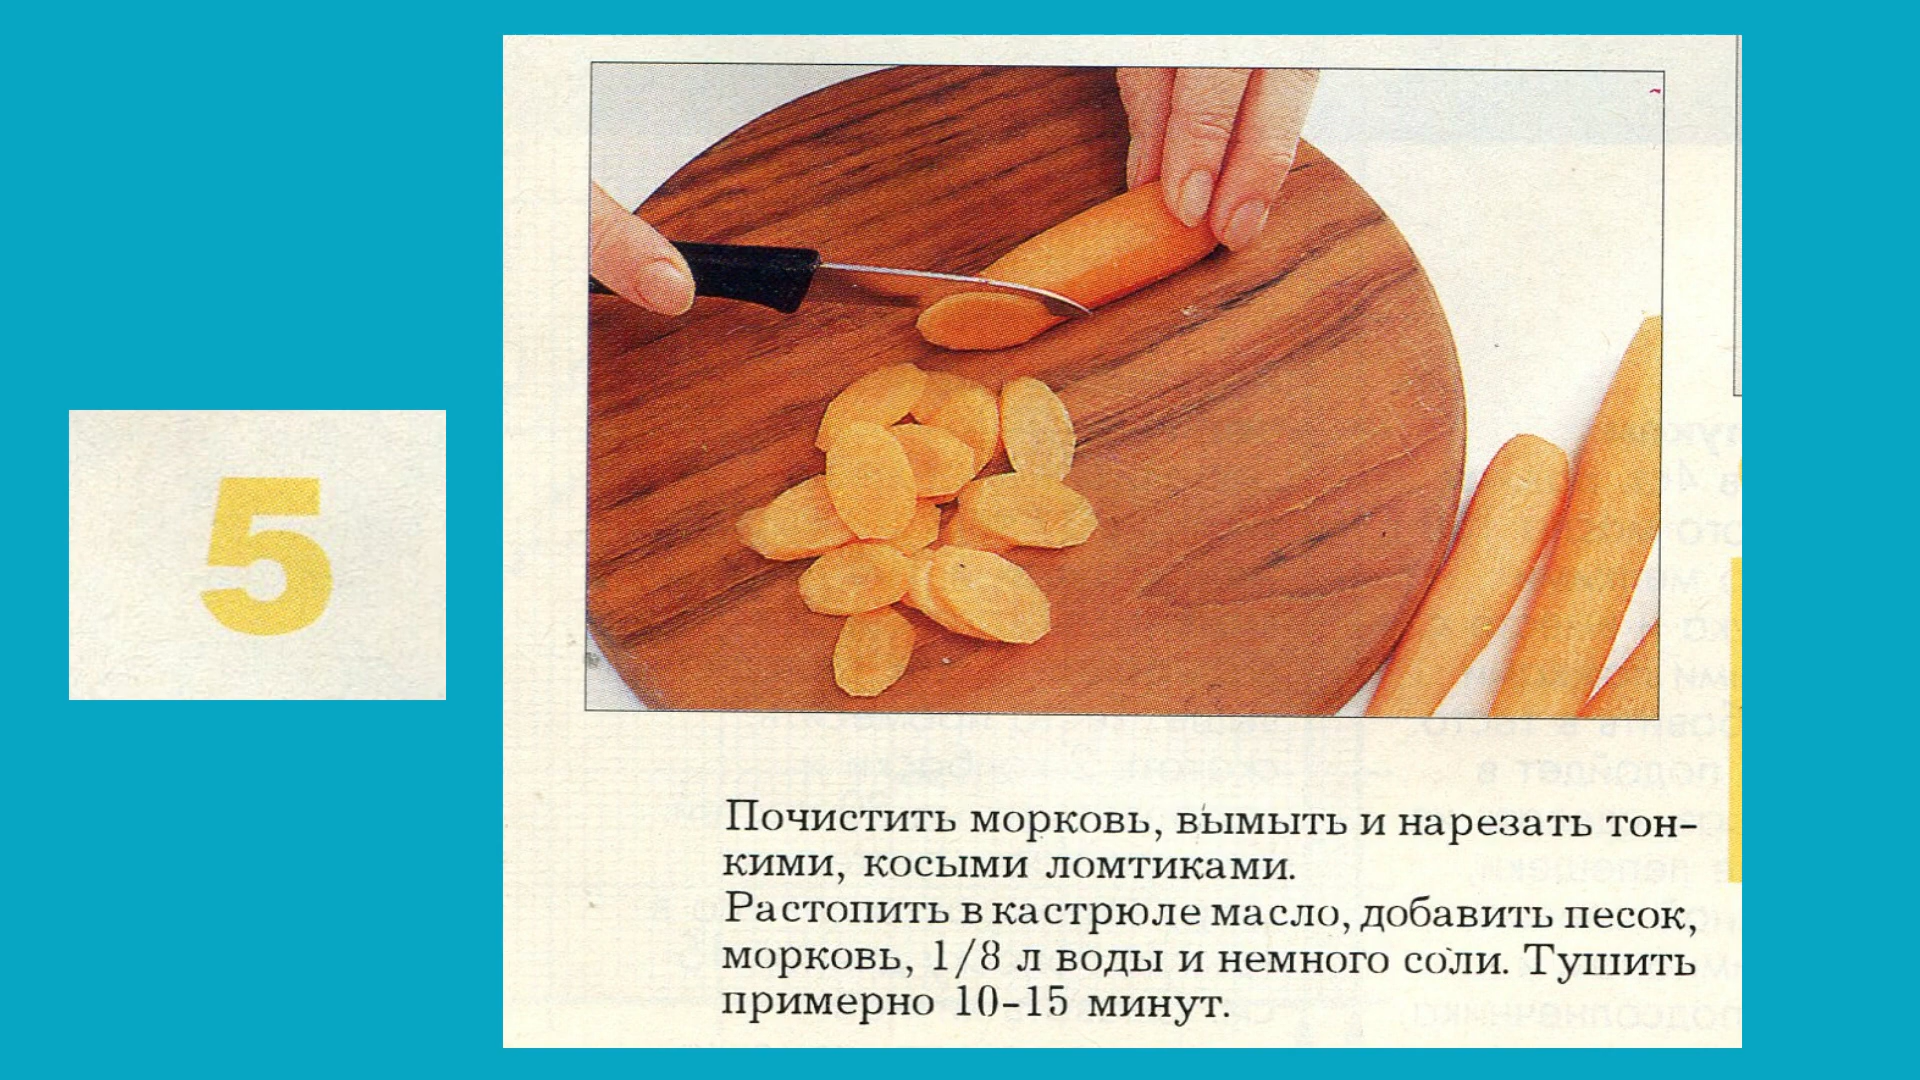 5
Почистить морковь, вымыть и нарезать тон-
кими, косыми ломтиками.
Растопить в кастрюле масло, добавить песок,
морковь, 1/8 л воды и немного соли. Тушить
примерно 10-15 минут.